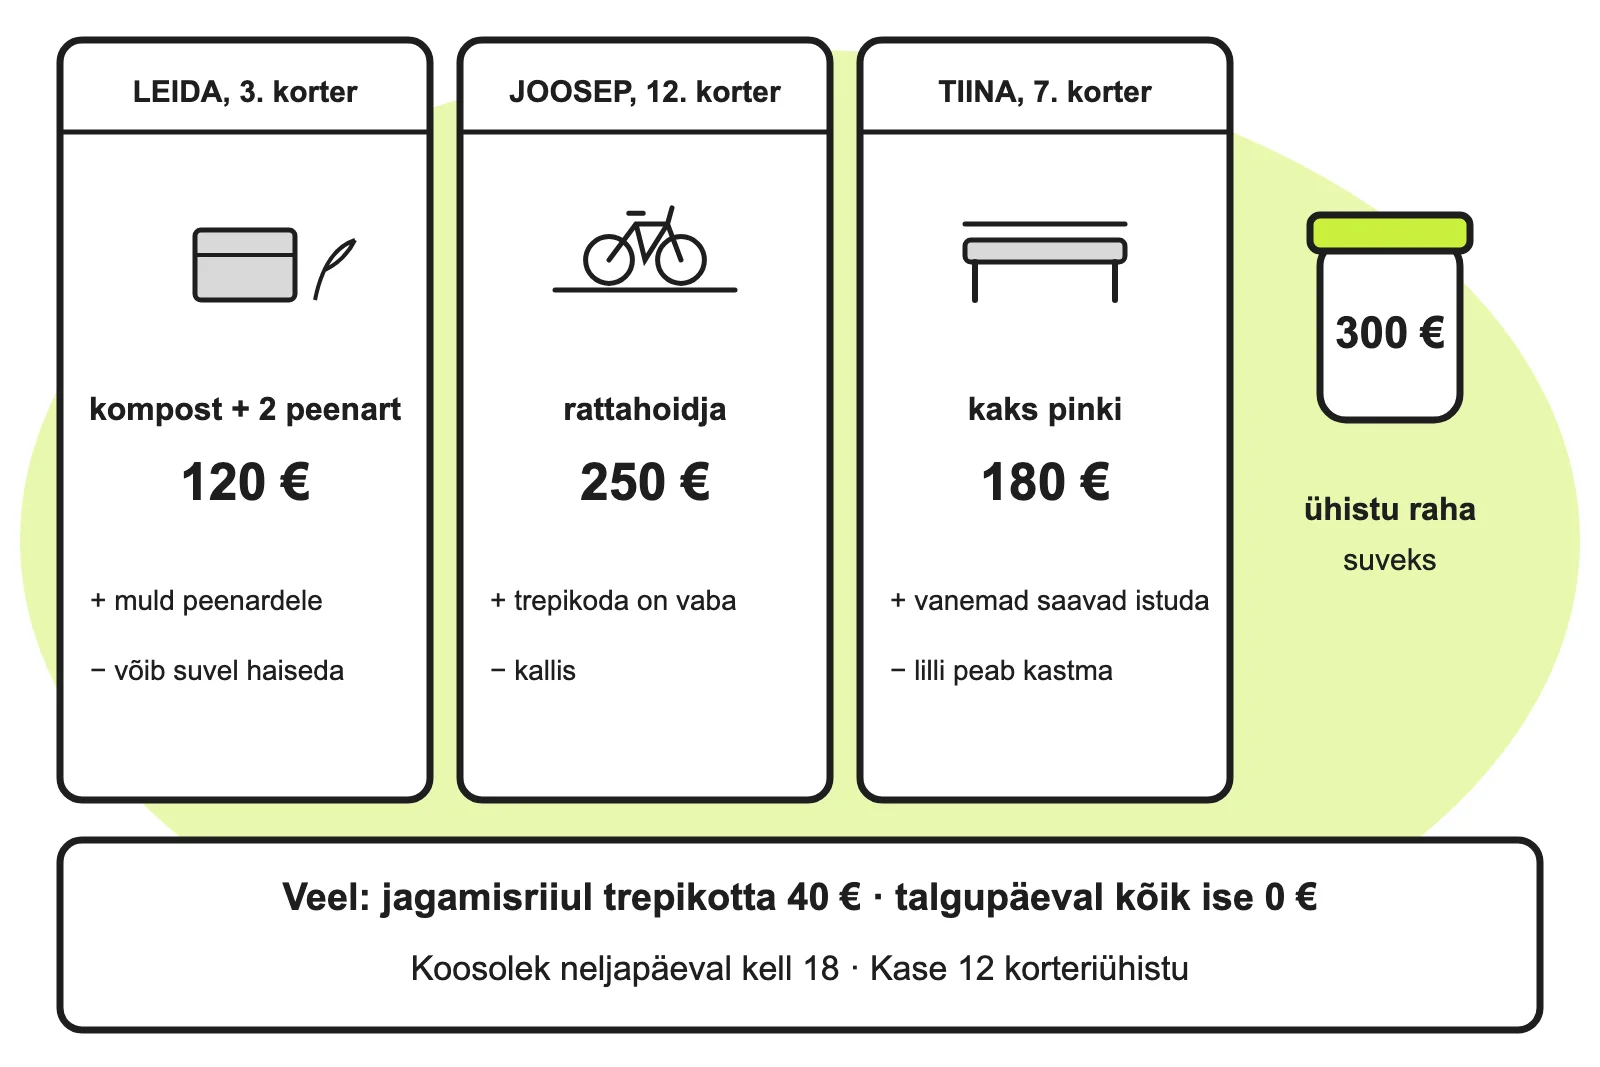 LEIDA, 3. korter
kompost + 2 peenart
120 €
+ muld peenardele
− võib suvel haiseda
JOOSEP, 12. korter
rattahoidja
250 €
+ trepikoda on vaba
− kallis
TIINA, 7. korter
kaks pinki
180 €
+ vanemad saavad istuda
− lilli peab kastma
300 €
ühistu raha
suveks
Veel: jagamisriiul trepikotta 40 € · talgupäeval kõik ise 0 €
Koosolek neljapäeval kell 18 · Kase 12 korteriühistu